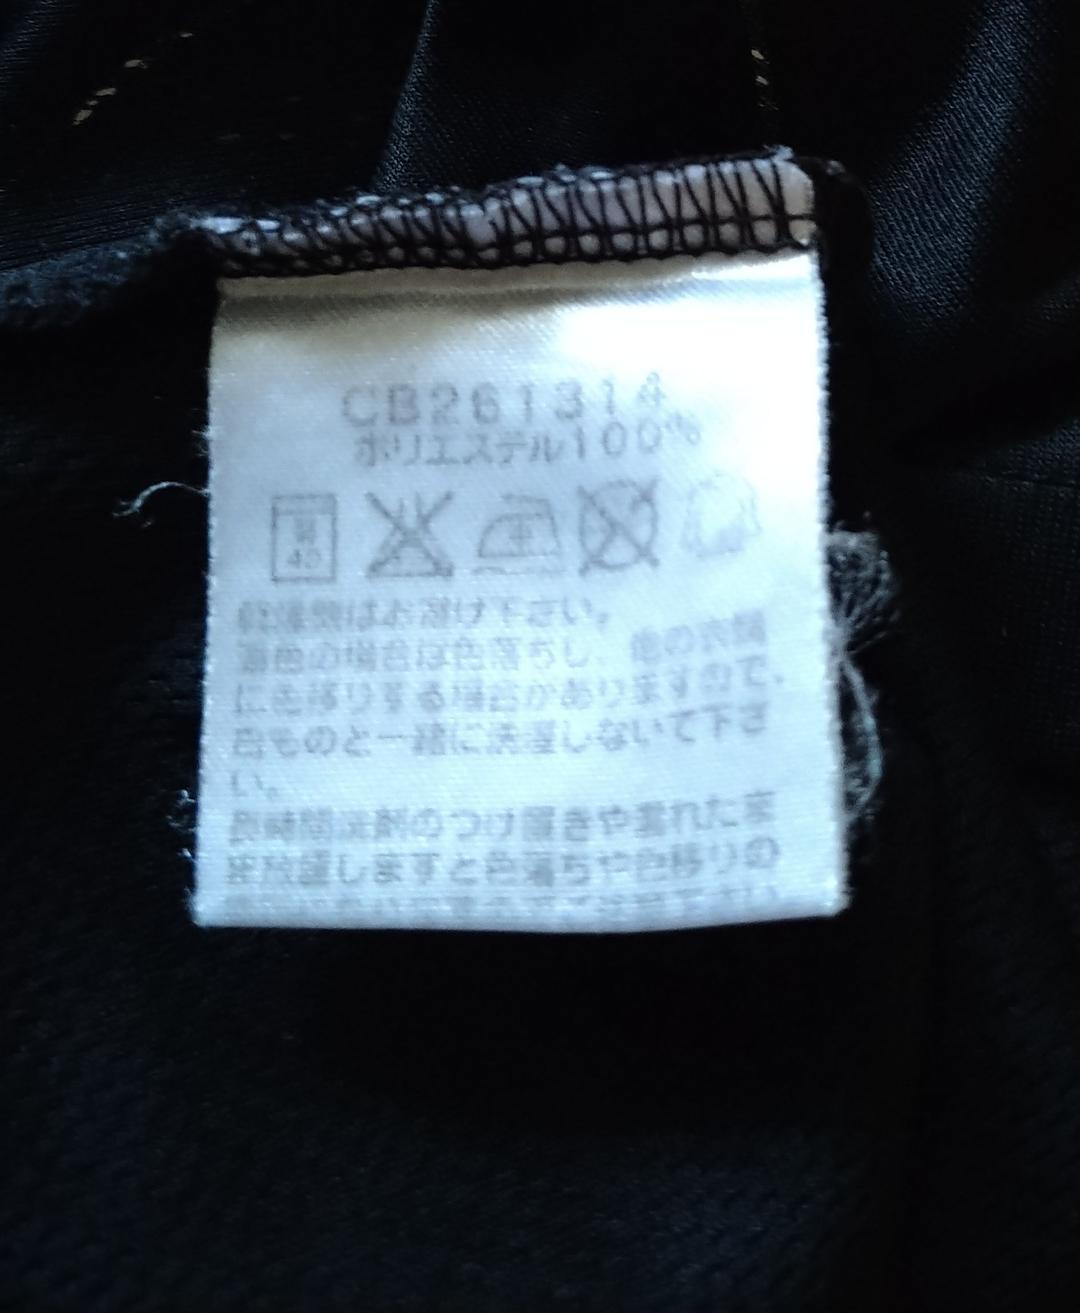 CB261314
ポリエステル100%
弱
40
中
乾燥機はお避け下さい。
濃色の場合は色落ちし、他の衣類
に色移りする場合がありますので、
白ものと一緒に洗濯しないで下さ
い。
長時間洗剤のつけ置きや濡れたま
ま放置しますと色落ちや色移りの